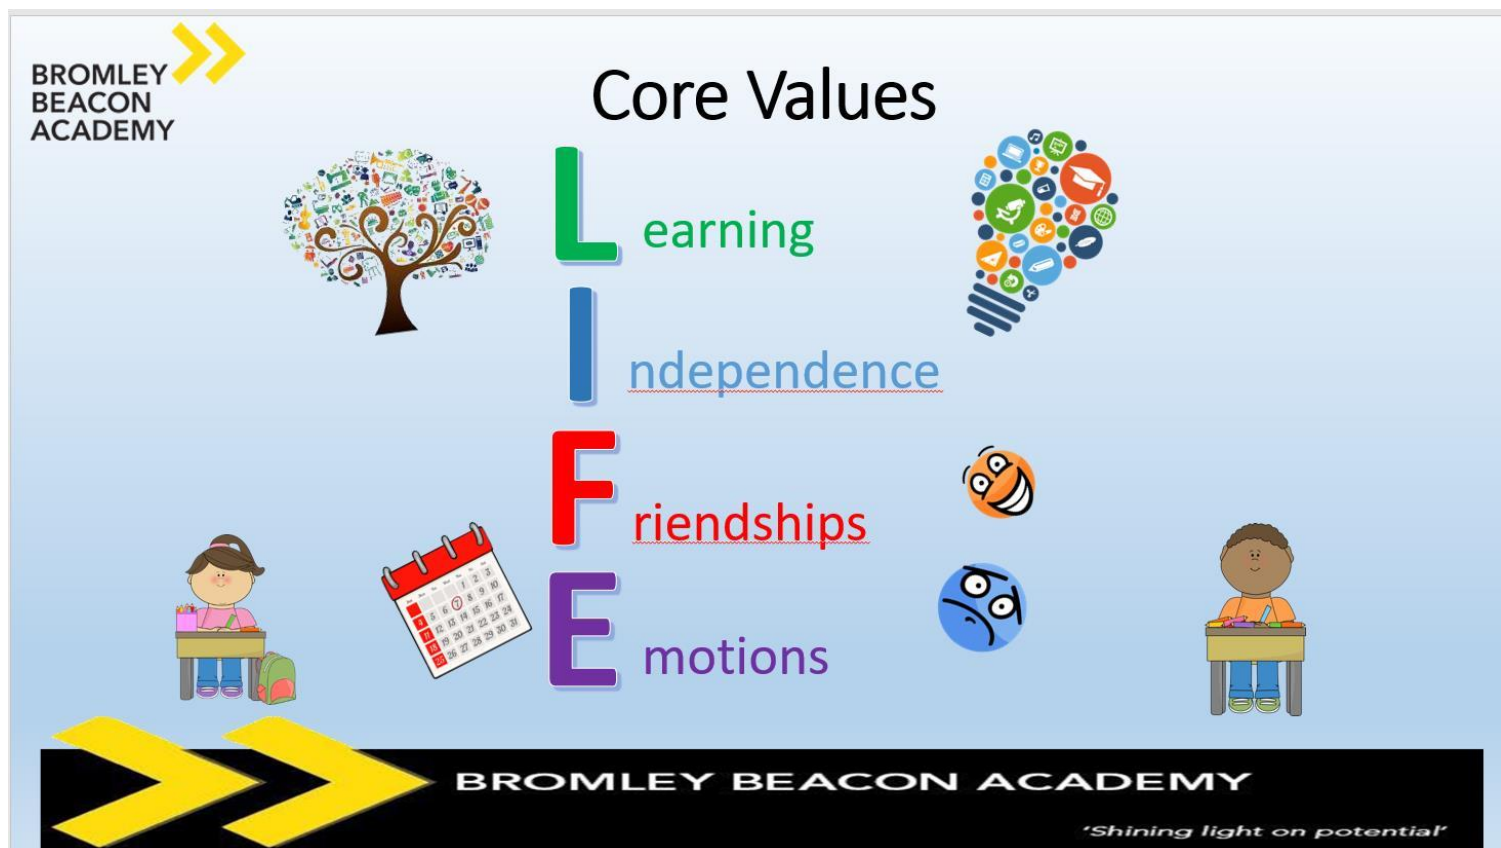 BROMLEY
BEACON
ACADEMY
Core Values
Learning
Independence
Friendships
Emotions
BROMLEY BEACON ACADEMY
‘Shining light on potential’